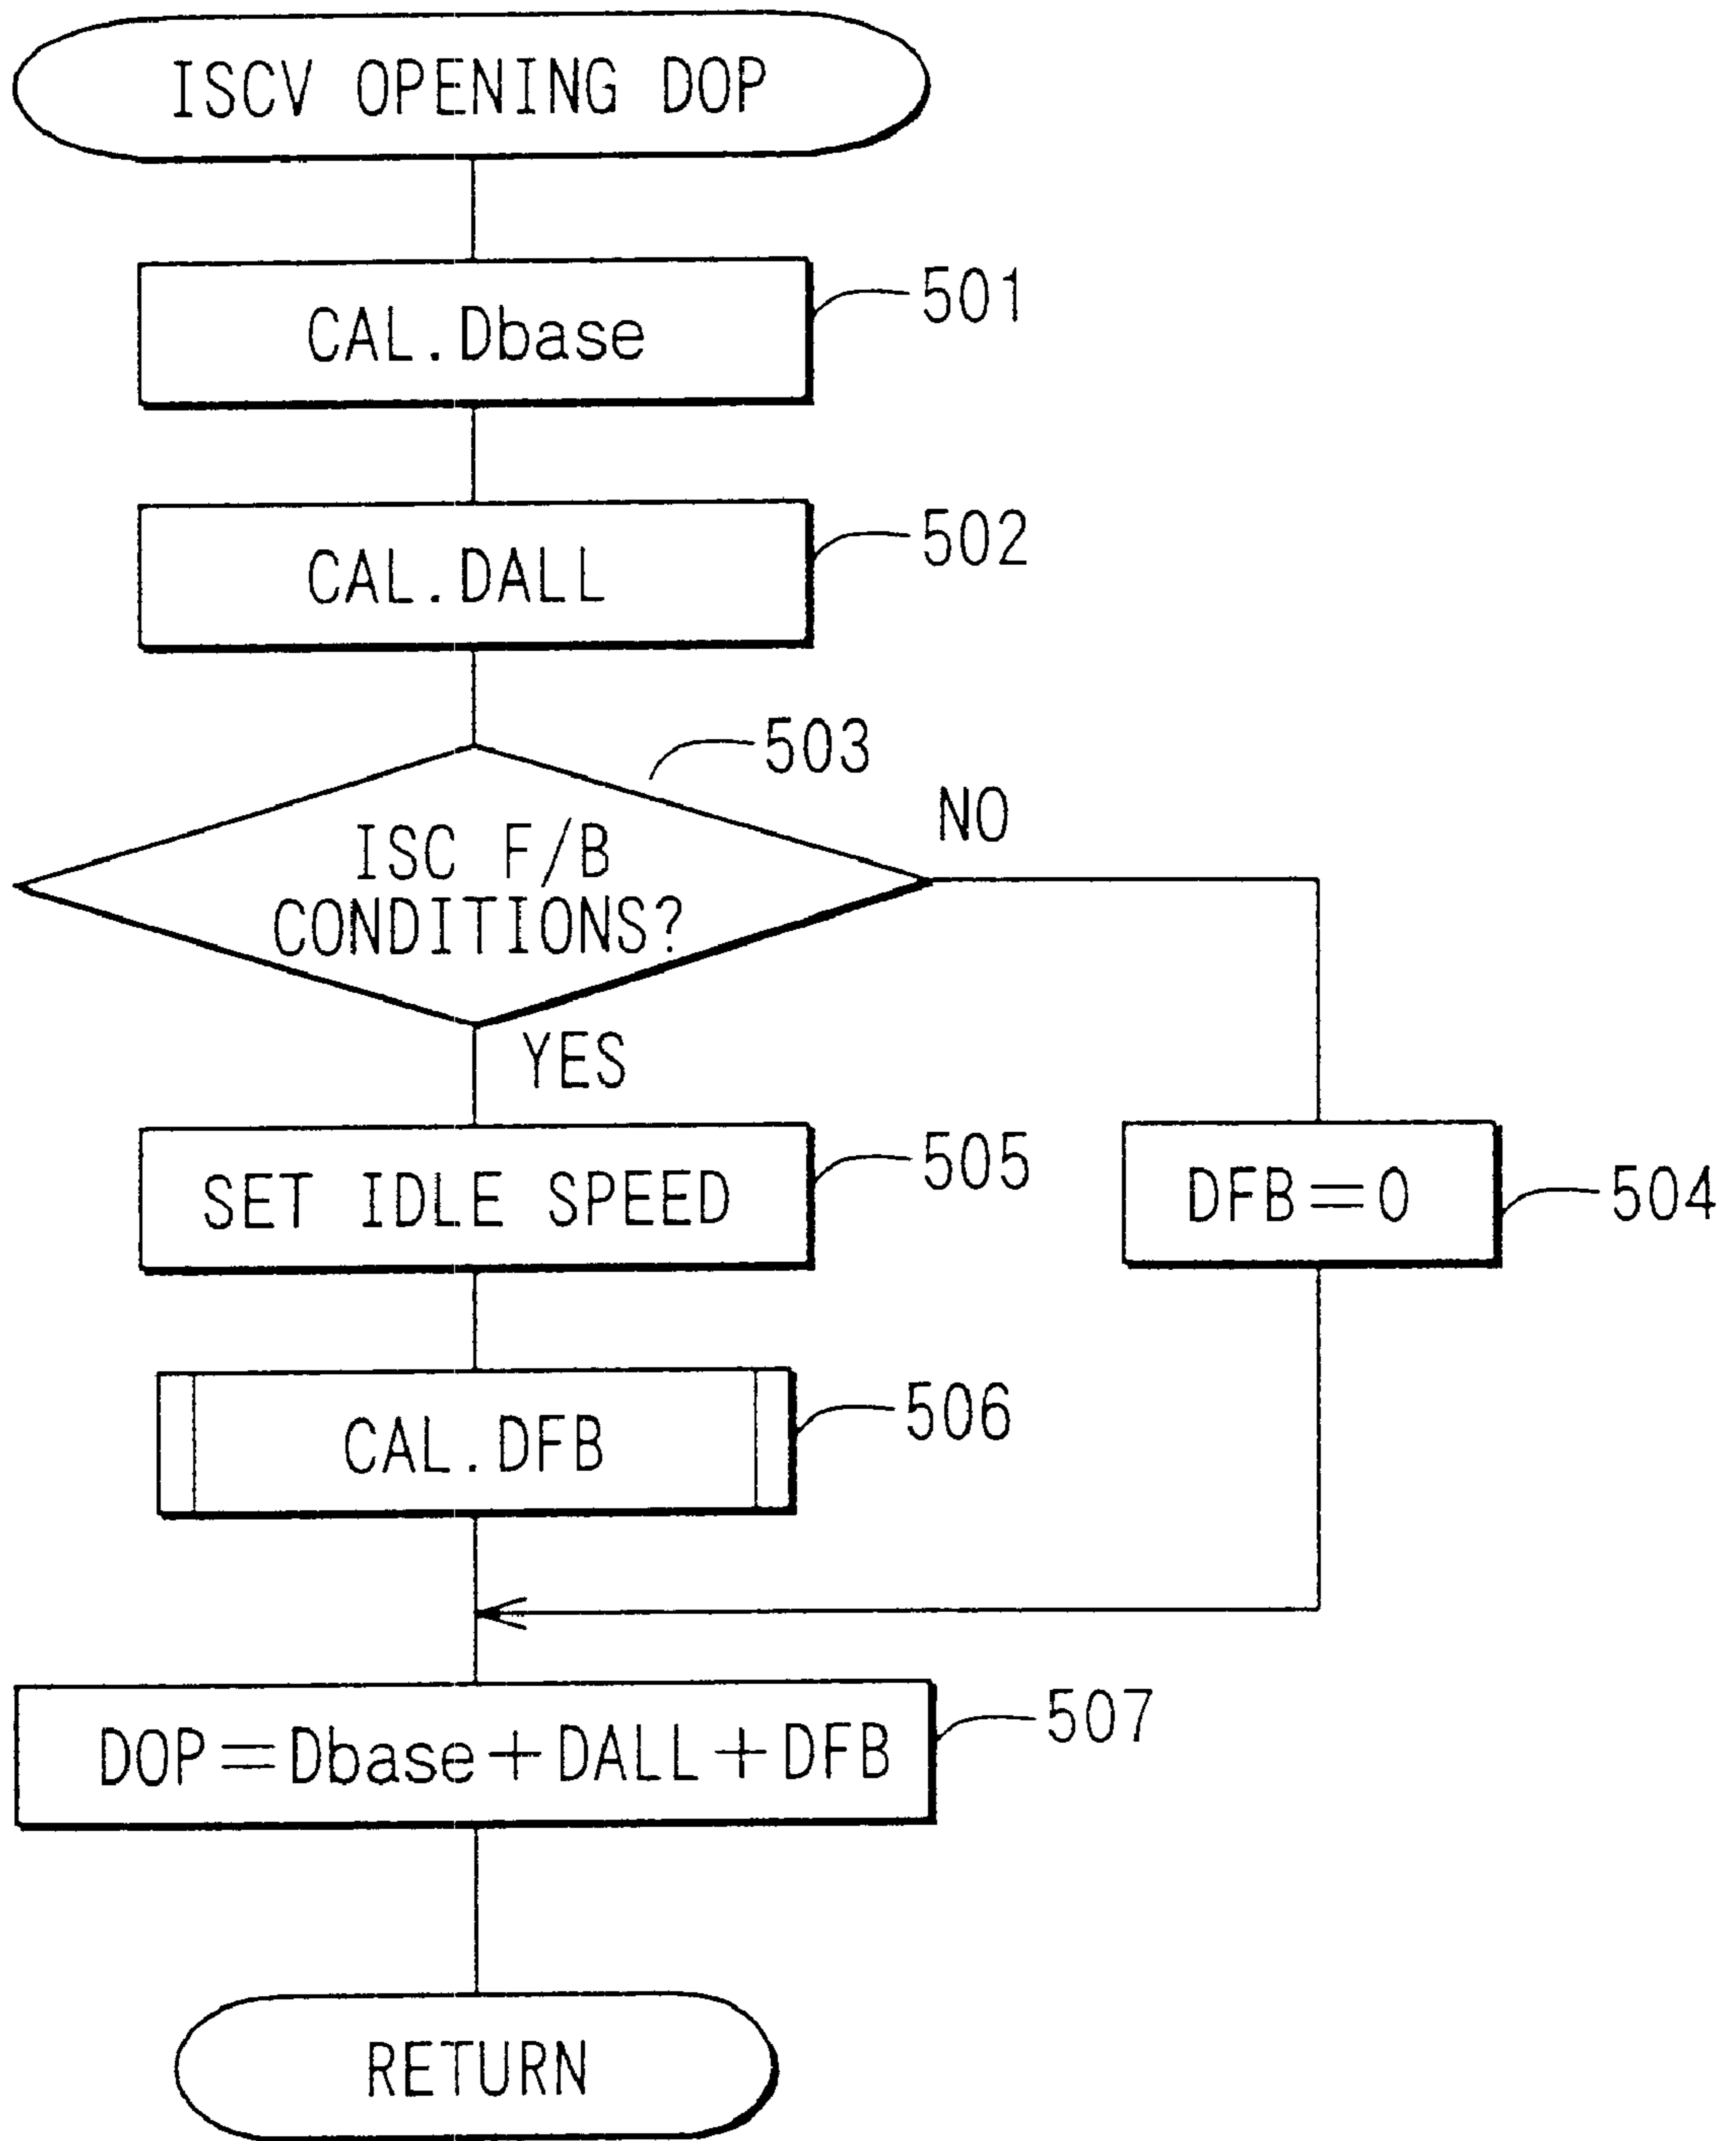 ISCV OPENING DOP
CAL.Dbase
501
CAL.DALL
502
503
ISC F/B
CONDITIONS?
NO
YES
SET IDLE SPEED
505
DFB=0
504
CAL.DFB
506
DOP=Dbase+DALL+DFB
507
RETURN